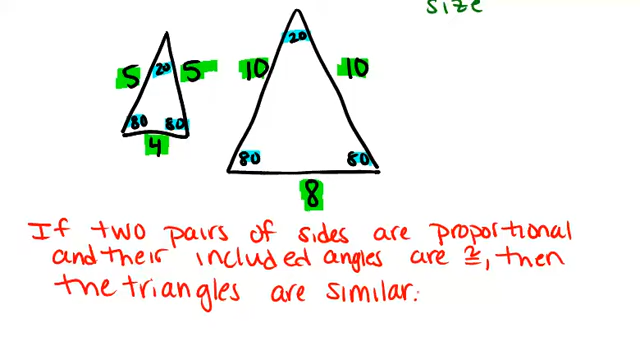 size
20
5 5
80 80
4
20
10 10
80 80
8
If two pairs of sides are proportional
and their included angles are ≅, then
the triangles are similar.